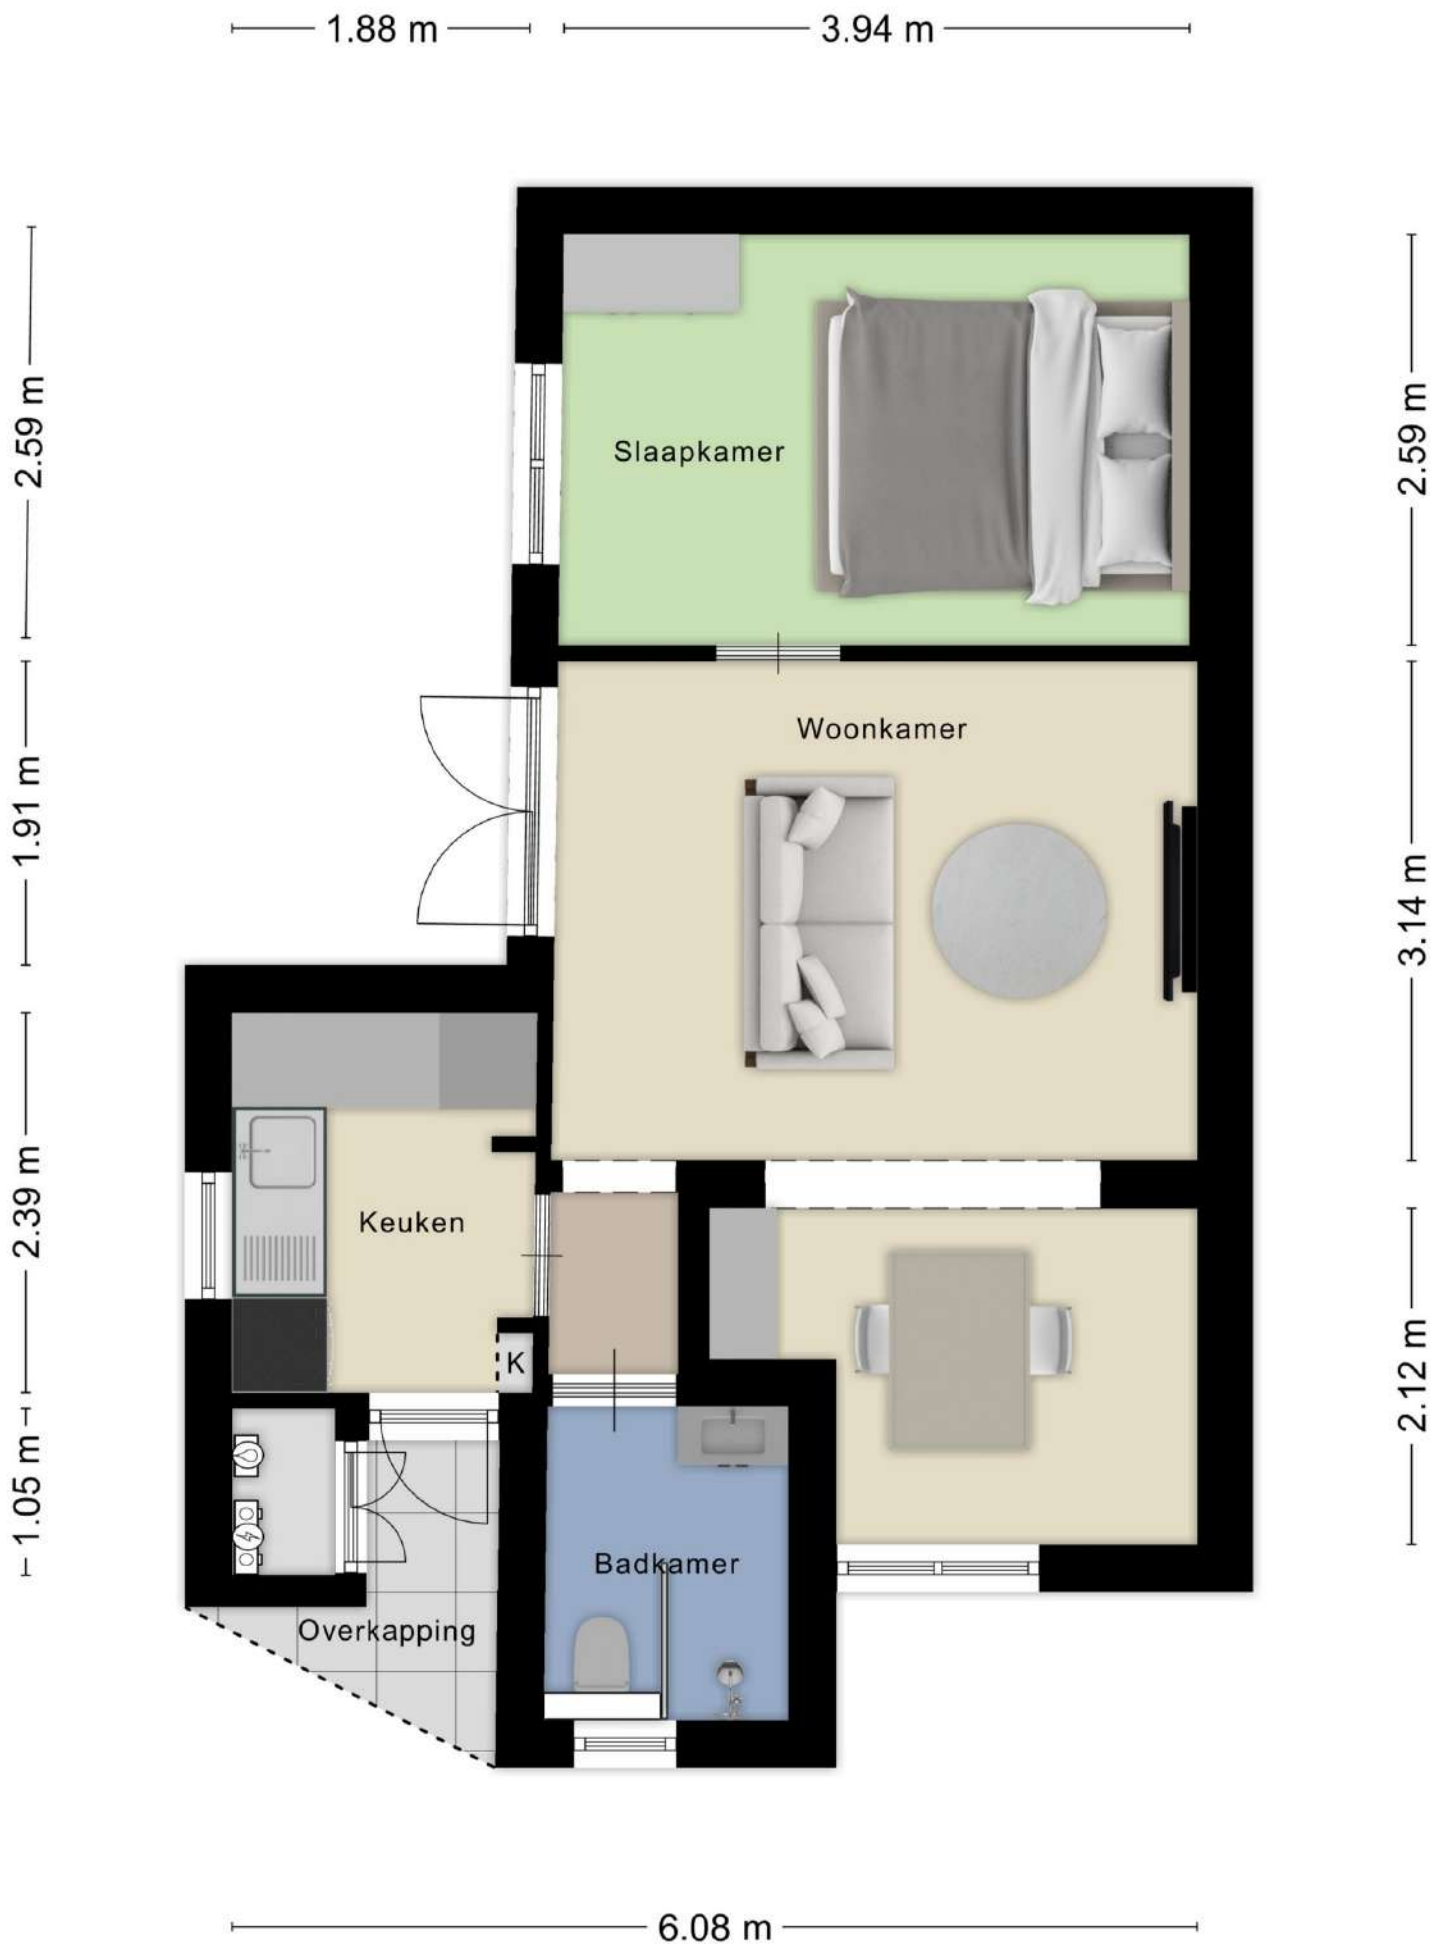 1.88 m
3.94 m
2.59 m
2.59 m
Slaapkamer
Woonkamer
1.91 m
3.14 m
2.39 m
Keuken
K
2.12 m
1.05 m
Badkamer
Overkapping
6.08 m